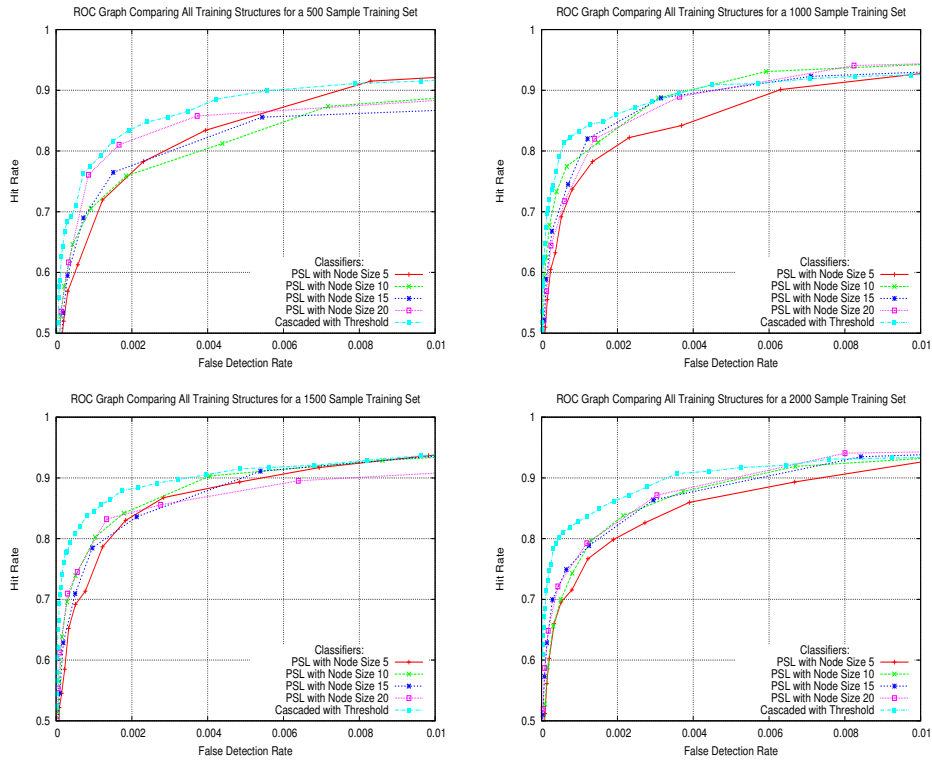 ROC Graph Comparing All Training Structures for a 500 Sample Training Set
1
0.9
0.8
0.7
0.6
0.5
Hit Rate
Classifiers:
PSL with Node Size 5
PSL with Node Size 10
PSL with Node Size 15
PSL with Node Size 20
Cascaded with Threshold
0 0.002 0.004 0.006 0.008 0.01
False Detection Rate
ROC Graph Comparing All Training Structures for a 1000 Sample Training Set
1
0.9
0.8
0.7
0.6
0.5
Hit Rate
Classifiers:
PSL with Node Size 5
PSL with Node Size 10
PSL with Node Size 15
PSL with Node Size 20
Cascaded with Threshold
0 0.002 0.004 0.006 0.008 0.01
False Detection Rate
ROC Graph Comparing All Training Structures for a 1500 Sample Training Set
1
0.9
0.8
0.7
0.6
0.5
Hit Rate
Classifiers:
PSL with Node Size 5
PSL with Node Size 10
PSL with Node Size 15
PSL with Node Size 20
Cascaded with Threshold
0 0.002 0.004 0.006 0.008 0.01
False Detection Rate
ROC Graph Comparing All Training Structures for a 2000 Sample Training Set
1
0.9
0.8
0.7
0.6
0.5
Hit Rate
Classifiers:
PSL with Node Size 5
PSL with Node Size 10
PSL with Node Size 15
PSL with Node Size 20
Cascaded with Threshold
0 0.002 0.004 0.006 0.008 0.01
False Detection Rate